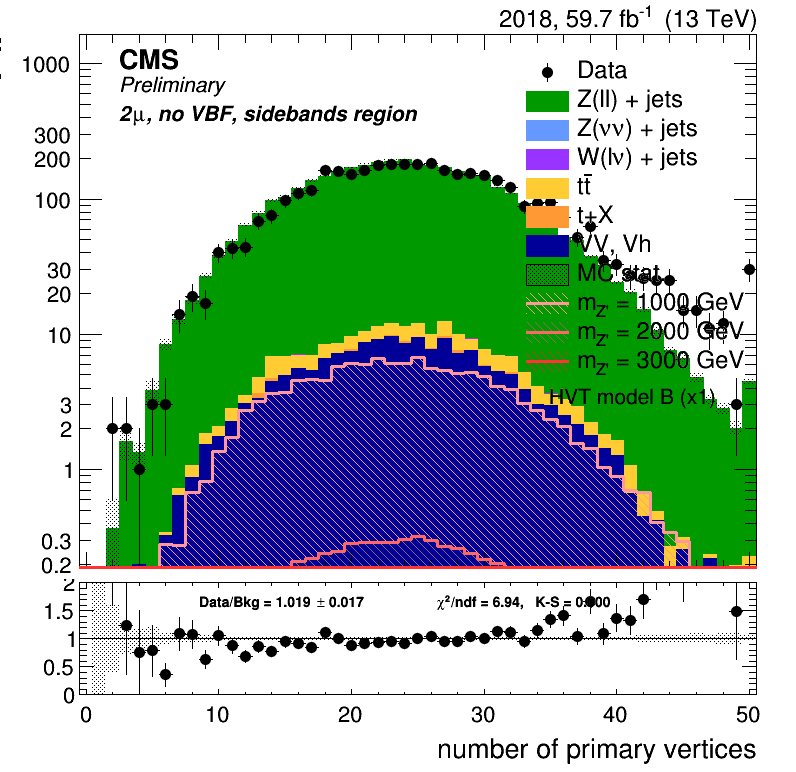 2018, 59.7 fb⁻¹ (13 TeV)
CMS
Preliminary
2μ, no VBF, sidebands region
Data
Z(ll) + jets
Z(νν) + jets
W(lν) + jets
tt̄
t+X
VV, Vh
MC stat.
m_Z' = 1000 GeV
m_Z' = 2000 GeV
m_Z' = 3000 GeV
HVT model B (x1)
1000
300
200
100
30
20
10
3
2
1
0.3
0.2
Data/Bkg = 1.019 ± 0.017
χ²/ndf = 6.94, K-S = 0.000
2
1.5
1
0.5
0
0 10 20 30 40 50
number of primary vertices